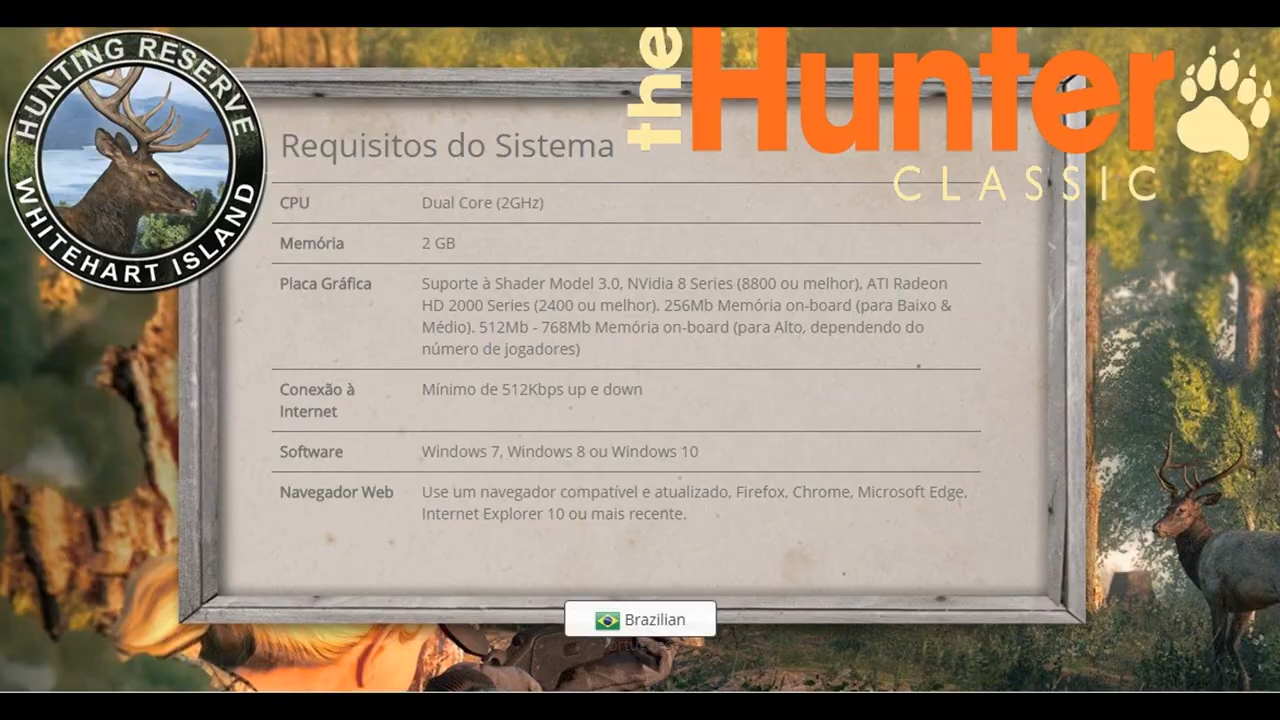 HUNTING RESERVE
WHITEHART ISLAND
the Hunter
CLASSIC
Requisitos do Sistema
CPU Dual Core (2GHz)
Memória 2 GB
Placa Gráfica Suporte à Shader Model 3.0, NVidia 8 Series (8800 ou melhor), ATI Radeon
HD 2000 Series (2400 ou melhor). 256Mb Memória on-board (para Baixo &
Médio). 512Mb - 768Mb Memória on-board (para Alto, dependendo do
número de jogadores)
Conexão à Mínimo de 512Kbps up e down
Internet
Software Windows 7, Windows 8 ou Windows 10
Navegador Web Use um navegador compatível e atualizado, Firefox, Chrome, Microsoft Edge,
Internet Explorer 10 ou mais recente.
Brazilian